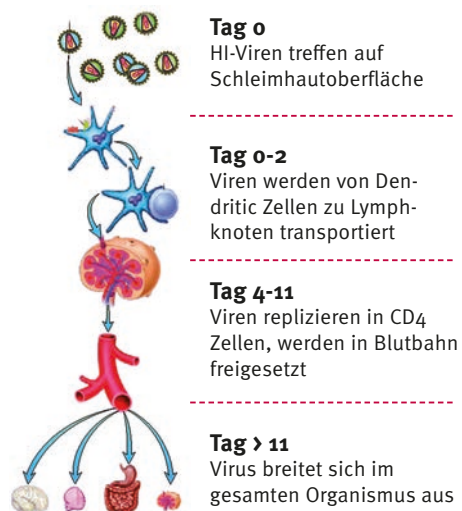 Tag 0
HI-Viren treffen auf
Schleimhautoberfläche
Tag 0-2
Viren werden von Den-
dritic Zellen zu Lymph-
knoten transportiert
Tag 4-11
Viren replizieren in CD4
Zellen, werden in Blutbahn
freigesetzt
Tag > 11
Virus breitet sich im
gesamten Organismus aus